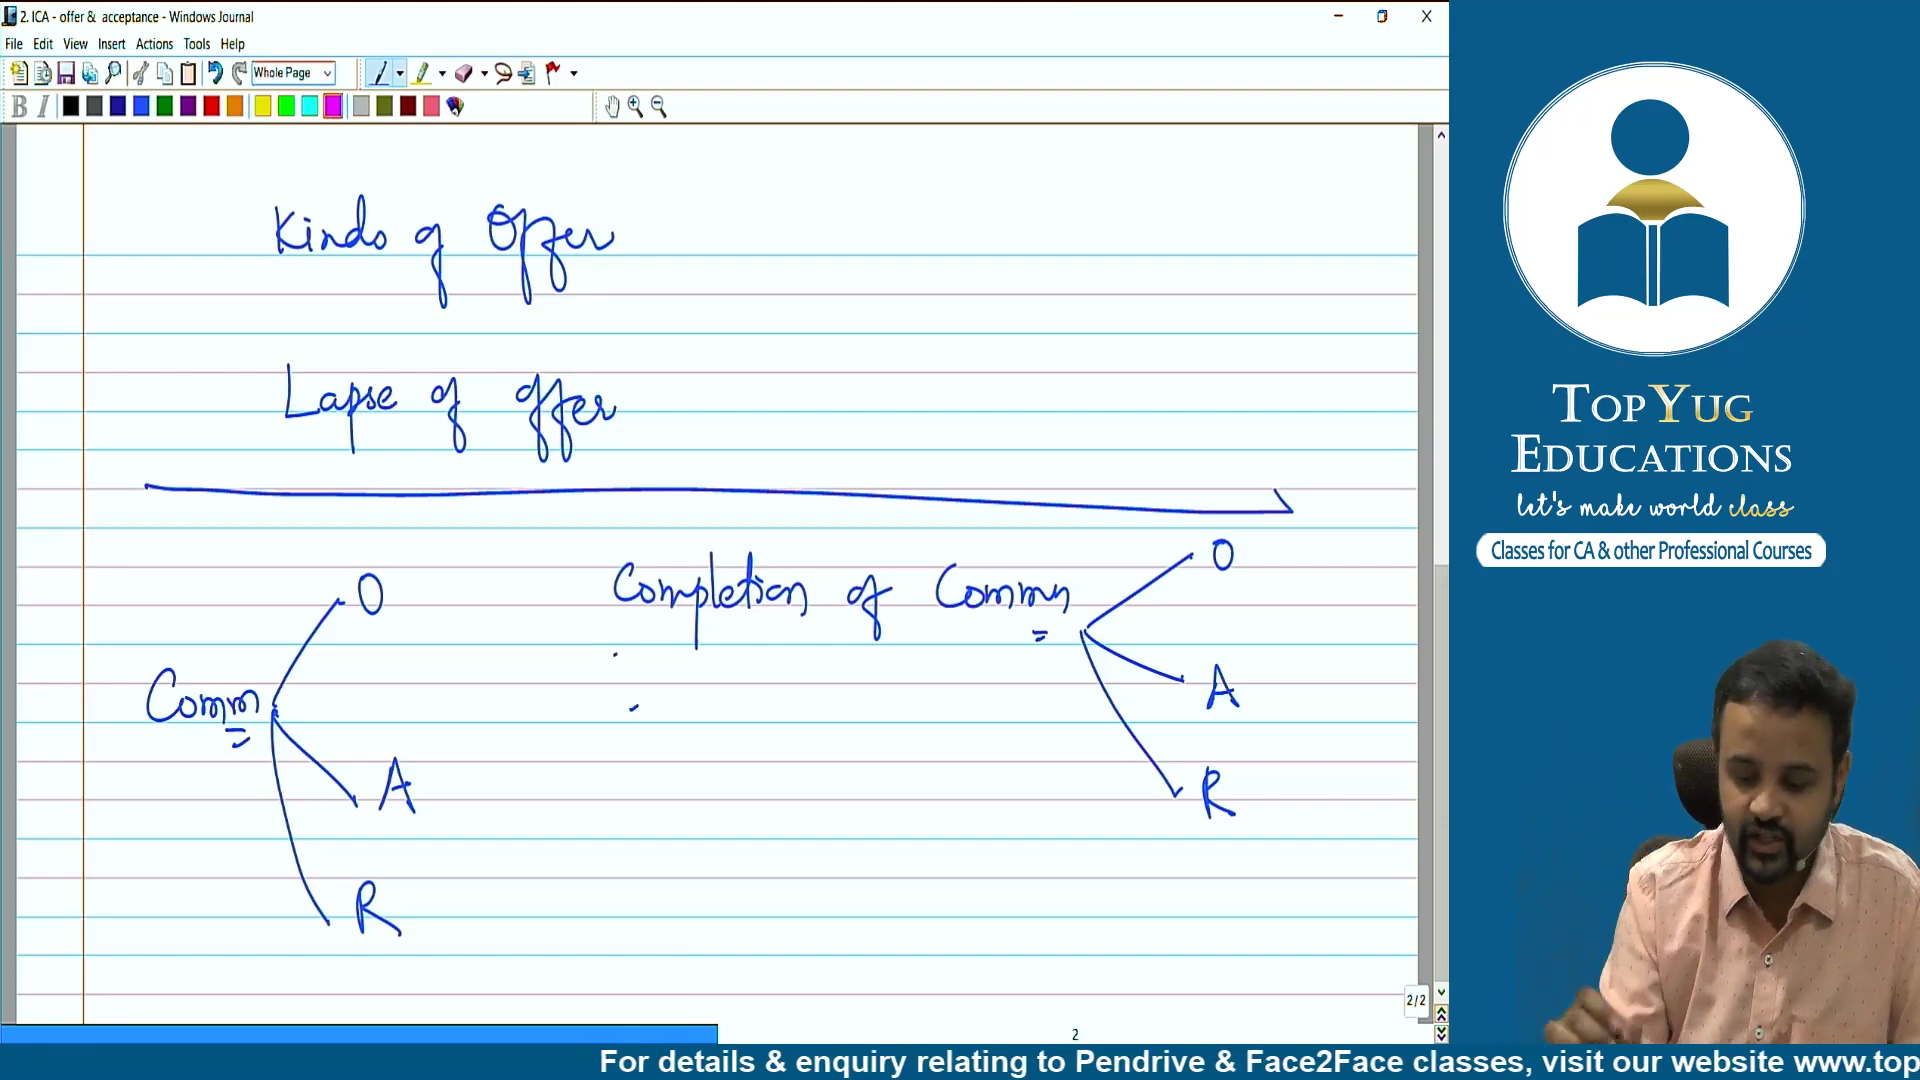 2. ICA - offer & acceptance - Windows Journal
File Edit View Insert Actions Tools Help
Whole Page
B I
Kinds of Offer
Lapse of offer
Comm
O
A
R
Completion of Commn
O
A
R
2/2
2
TOPYUG
EDUCATIONS
let's make world class
Classes for CA & other Professional Courses
For details & enquiry relating to Pendrive & Face2Face classes, visit our website www.top